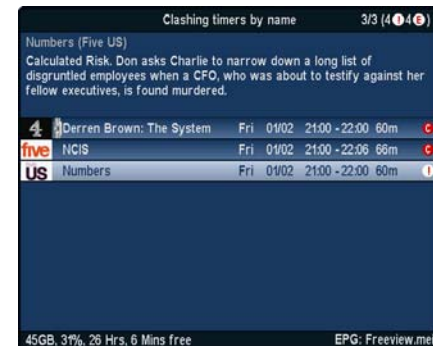 Clashing timers by name 3/3 (4 ! 4 E)
Numbers (Five US)
Calculated Risk. Don asks Charlie to narrow down a long list of
disgruntled employees when a CFO, who was about to testify against her
fellow executives, is found murdered.
4 Derren Brown: The System Fri 01/02 21:00 - 22:00 60m C
five NCIS Fri 01/02 21:00 - 22:06 66m C
US Numbers Fri 01/02 21:00 - 22:00 60m !
45GB, 31%, 26 Hrs, 6 Mins free EPG: Freeview.mei